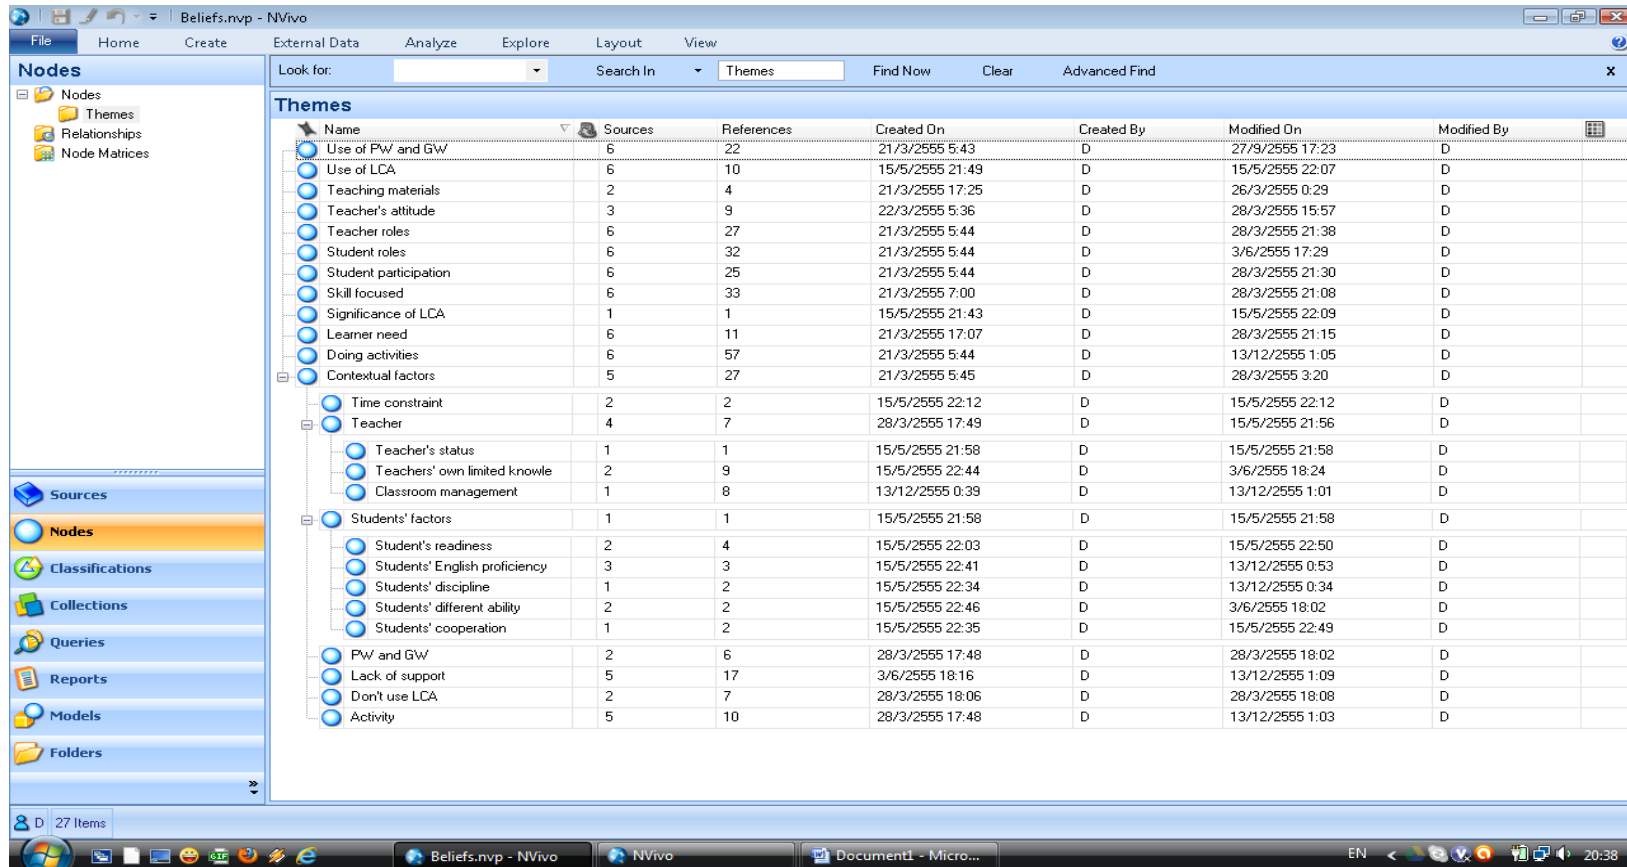 Beliefs.nvp - NVivo
File Home Create External Data Analyze Explore Layout View
Nodes
Nodes
Themes
Relationships
Node Matrices
Look for: Search In Themes Find Now Clear Advanced Find x
Themes
Name Sources References Created On Created By Modified On Modified By
Use of PW and GW 6 22 21/3/2555 5:43 D 27/9/2555 17:23 D
Use of LCA 6 10 15/5/2555 21:49 D 15/5/2555 22:07 D
Teaching materials 2 4 21/3/2555 17:25 D 26/3/2555 0:29 D
Teacher's attitude 3 9 22/3/2555 5:36 D 28/3/2555 15:57 D
Teacher roles 6 27 21/3/2555 5:44 D 28/3/2555 21:38 D
Student roles 6 32 21/3/2555 5:44 D 3/6/2555 17:29 D
Student participation 6 25 21/3/2555 5:44 D 28/3/2555 21:30 D
Skill focused 6 33 21/3/2555 7:00 D 28/3/2555 21:08 D
Significance of LCA 1 1 15/5/2555 21:43 D 15/5/2555 22:09 D
Learner need 6 11 21/3/2555 17:07 D 28/3/2555 21:15 D
Doing activities 6 57 21/3/2555 5:44 D 13/12/2555 1:05 D
Contextual factors 5 27 21/3/2555 5:45 D 28/3/2555 3:20 D
Time constraint 2 2 15/5/2555 22:12 D 15/5/2555 22:12 D
Teacher 4 7 28/3/2555 17:49 D 15/5/2555 21:56 D
Teacher's status 1 1 15/5/2555 21:58 D 15/5/2555 21:58 D
Teachers' own limited knowle 2 9 15/5/2555 22:44 D 3/6/2555 18:24 D
Classroom management 1 8 13/12/2555 0:39 D 13/12/2555 1:01 D
Students' factors 1 1 15/5/2555 21:58 D 15/5/2555 21:58 D
Student's readiness 2 4 15/5/2555 22:03 D 15/5/2555 22:50 D
Students' English proficiency 3 3 15/5/2555 22:41 D 13/12/2555 0:53 D
Students' discipline 1 2 15/5/2555 22:34 D 13/12/2555 0:34 D
Students' different ability 2 2 15/5/2555 22:46 D 3/6/2555 18:02 D
Students' cooperation 1 2 15/5/2555 22:35 D 15/5/2555 22:49 D
PW and GW 2 6 28/3/2555 17:48 D 28/3/2555 18:02 D
Lack of support 5 17 3/6/2555 18:16 D 13/12/2555 1:09 D
Don't use LCA 2 7 28/3/2555 18:06 D 28/3/2555 18:08 D
Activity 5 10 28/3/2555 17:48 D 13/12/2555 1:03 D
Sources
Nodes
Classifications
Collections
Queries
Reports
Models
Folders
D 27 Items
Beliefs.nvp - NVivo NVivo Document1 - Micro... EN 20:38